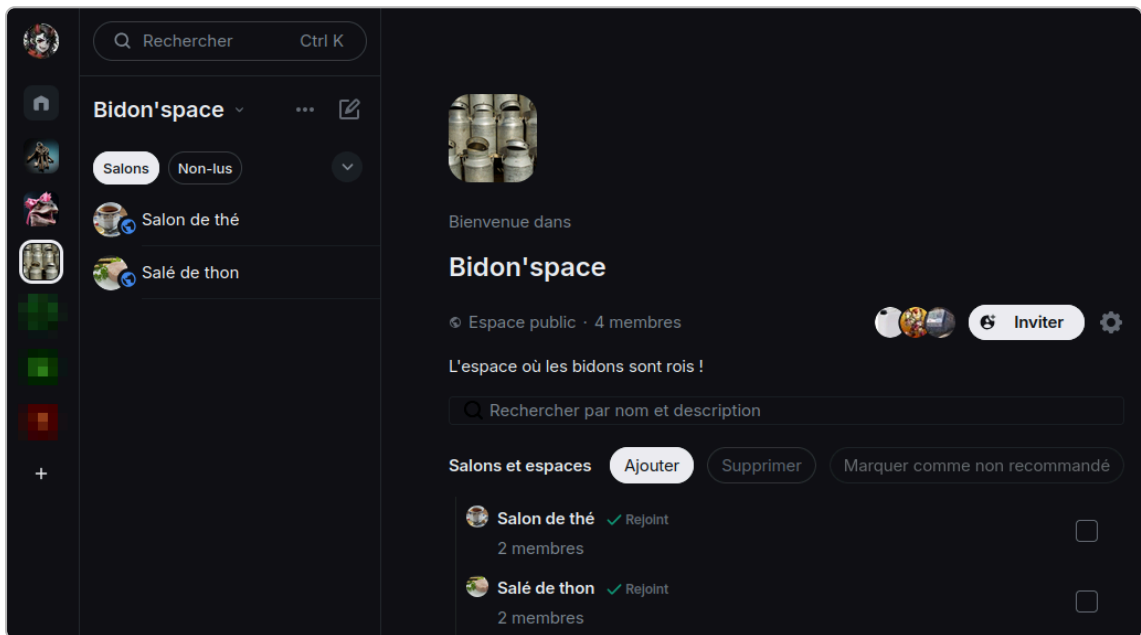 Rechercher Ctrl K
Bidon'space
Salons Non-lus
Salon de thé
Salé de thon
Bienvenue dans
Bidon'space
Espace public · 4 membres
Inviter
L'espace où les bidons sont rois !
Rechercher par nom et description
Salons et espaces Ajouter Supprimer Marquer comme non recommandé
Salon de thé Rejoint
2 membres
Salé de thon Rejoint
2 membres